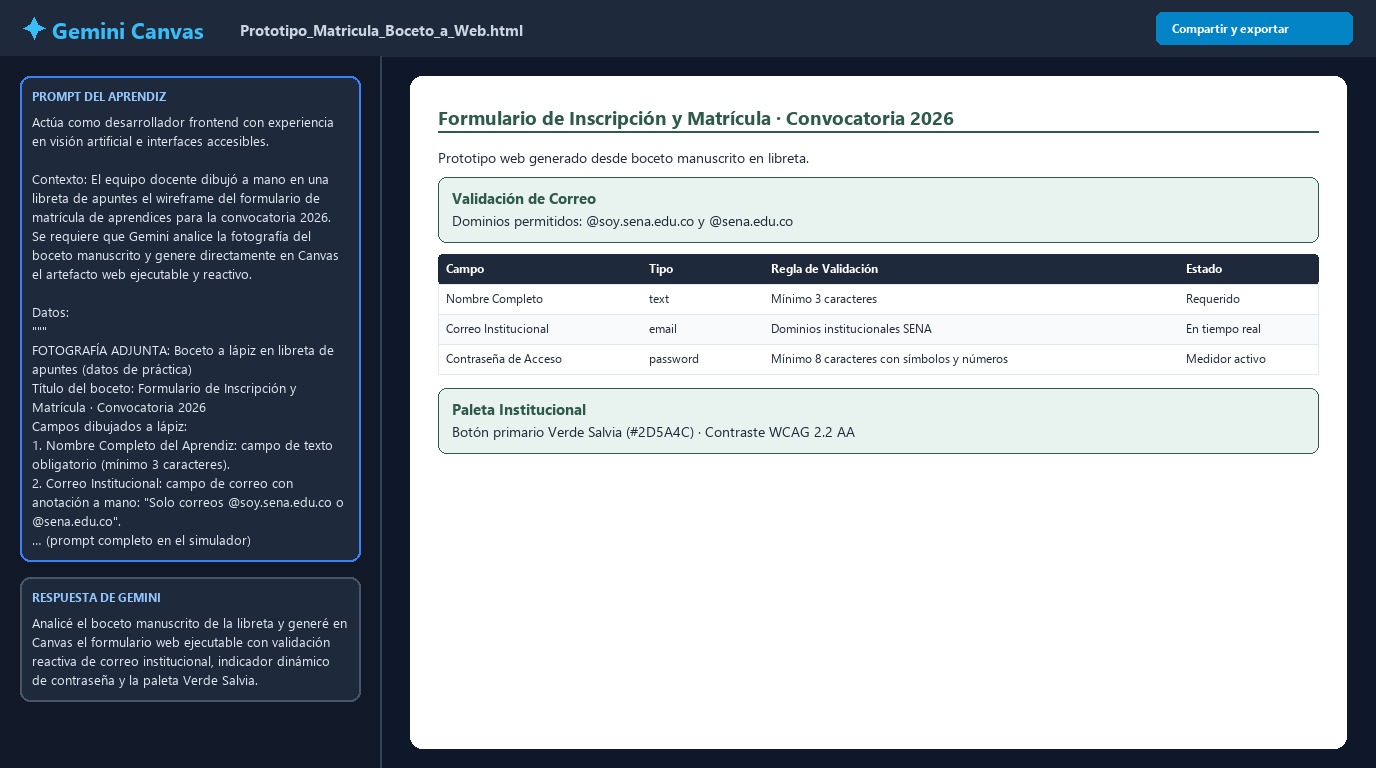 Gemini Canvas
Prototipo_Matricula_Boceto_a_Web.html
Compartir y exportar
PROMPT DEL APRENDIZ
Actúa como desarrollador frontend con experiencia
en visión artificial e interfaces accesibles.
Contexto: El equipo docente dibujó a mano en una
libreta de apuntes el wireframe del formulario de
matrícula de aprendices para la convocatoria 2026.
Se requiere que Gemini analice la fotografía del
boceto manuscrito y genere directamente en Canvas
el artefacto web ejecutable y reactivo.
Datos:
"""
FOTOGRAFÍA ADJUNTA: Boceto a lápiz en libreta de
apuntes (datos de práctica)
Título del boceto: Formulario de Inscripción y
Matrícula · Convocatoria 2026
Campos dibujados a lápiz:
1. Nombre Completo del Aprendiz: campo de texto
obligatorio (mínimo 3 caracteres).
2. Correo Institucional: campo de correo con
anotación a mano: "Solo correos @soy.sena.edu.co o
@sena.edu.co".
... (prompt completo en el simulador)
RESPUESTA DE GEMINI
Analicé el boceto manuscrito de la libreta y generé en
Canvas el formulario web ejecutable con validación
reactiva de correo institucional, indicador dinámico
de contraseña y la paleta Verde Salvia.
Formulario de Inscripción y Matrícula · Convocatoria 2026
Prototipo web generado desde boceto manuscrito en libreta.
Validación de Correo
Dominios permitidos: @soy.sena.edu.co y @sena.edu.co
Campo Tipo Regla de Validación Estado
Nombre Completo text Mínimo 3 caracteres Requerido
Correo Institucional email Dominios institucionales SENA En tiempo real
Contraseña de Acceso password Mínimo 8 caracteres con símbolos y números Medidor activo
Paleta Institucional
Botón primario Verde Salvia (#2D5A4C) · Contraste WCAG 2.2 AA